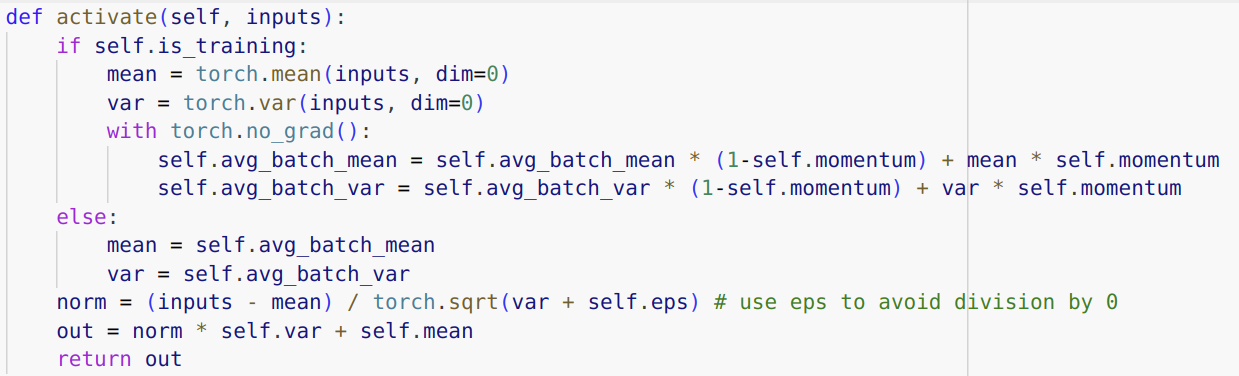 def activate(self, inputs):
    if self.is_training:
        mean = torch.mean(inputs, dim=0)
        var = torch.var(inputs, dim=0)
        with torch.no_grad():
            self.avg_batch_mean = self.avg_batch_mean * (1-self.momentum) + mean * self.momentum
            self.avg_batch_var = self.avg_batch_var * (1-self.momentum) + var * self.momentum
    else:
        mean = self.avg_batch_mean
        var = self.avg_batch_var
    norm = (inputs - mean) / torch.sqrt(var + self.eps) # use eps to avoid division by 0
    out = norm * self.var + self.mean
    return out